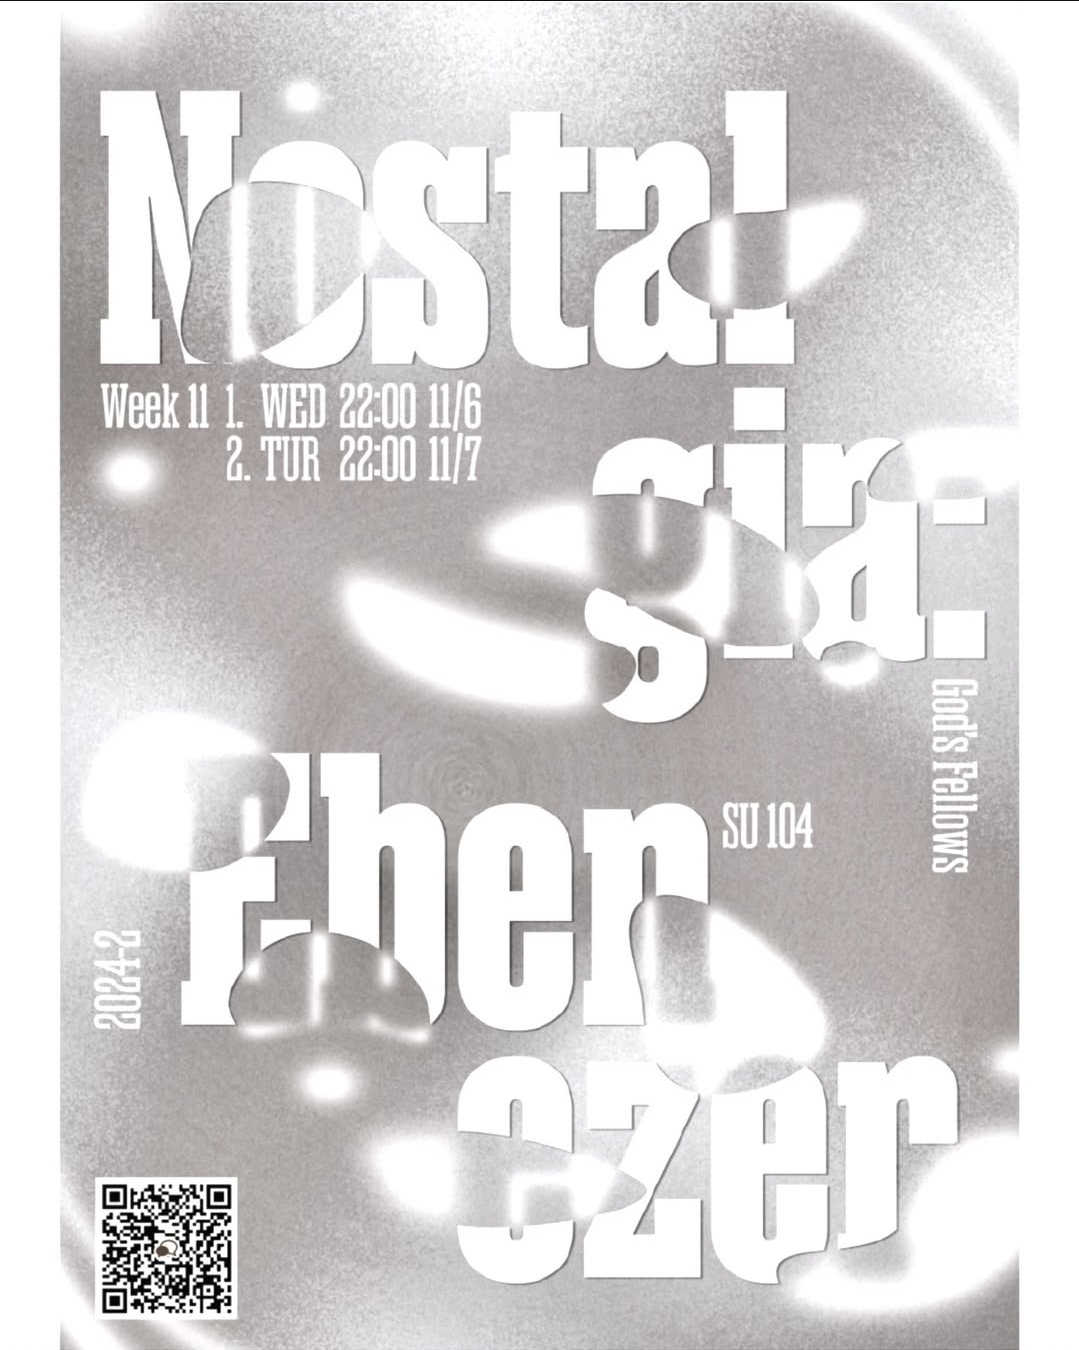 Nostal
Week 11 1. WED 22:00 11/6
2. TUR 22:00 11/7
gia:
God's Fellows
Eben
SU 104
2024-2
ezer